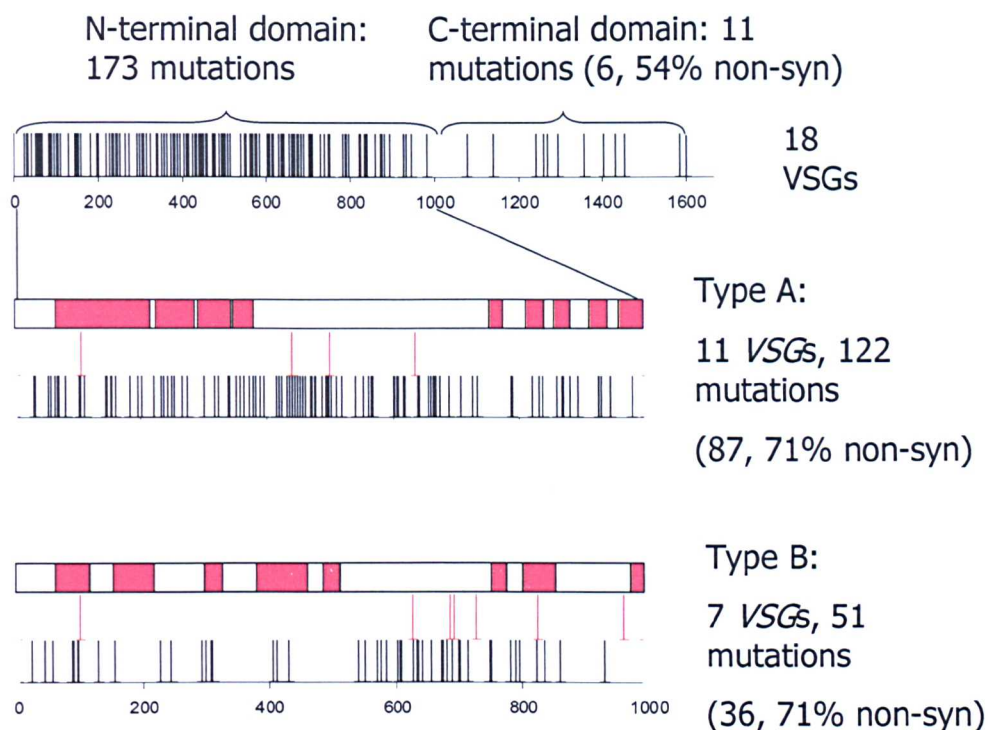 N-terminal domain:
173 mutations
C-terminal domain: 11
mutations (6, 54% non-syn)
18
VSGs
0 200 400 600 800 1000 1200 1400 1600
Type A:
11 VSGs, 122
mutations
(87, 71% non-syn)
Type B:
7 VSGs, 51
mutations
(36, 71% non-syn)
0 200 400 600 800 1000